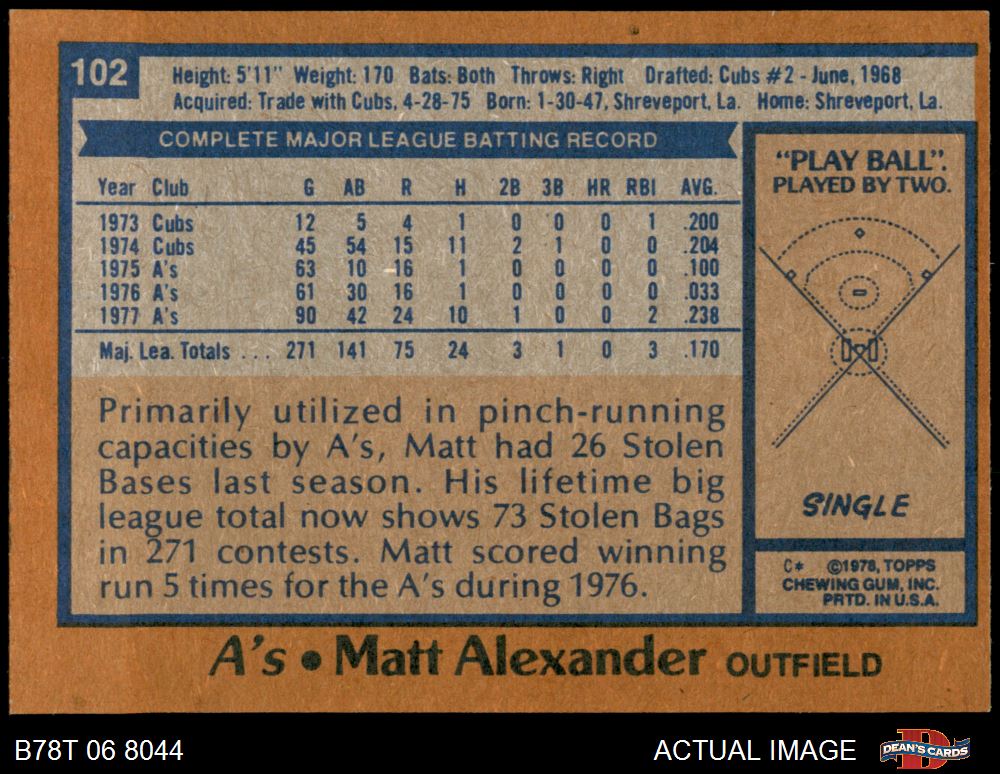 102
Height: 5'11" Weight: 170 Bats: Both Throws: Right Drafted: Cubs #2 - June, 1968
Acquired: Trade with Cubs, 4-28-75 Born: 1-30-47, Shreveport, La. Home: Shreveport, La.
COMPLETE MAJOR LEAGUE BATTING RECORD
Year Club G AB R H 2B 3B HR RBI AVG.
1973 Cubs 12 5 4 1 0 0 0 1 .200
1974 Cubs 45 54 15 11 2 1 0 0 .204
1975 A's 63 10 16 1 0 0 0 0 .100
1976 A's 61 30 16 1 0 0 0 0 .033
1977 A's 90 42 24 10 1 0 0 2 .238
Maj. Lea. Totals ... 271 141 75 24 3 1 0 3 .170
Primarily utilized in pinch-running
capacities by A's, Matt had 26 Stolen
Bases last season. His lifetime big
league total now shows 73 Stolen Bags
in 271 contests. Matt scored winning
run 5 times for the A's during 1976.
"PLAY BALL".
PLAYED BY TWO.
SINGLE
C* ©1978, TOPPS
CHEWING GUM, INC.
PRTD. IN U.S.A.
A's • Matt Alexander OUTFIELD
B78T 06 8044
ACTUAL IMAGE
D
DEAN'S CARDS